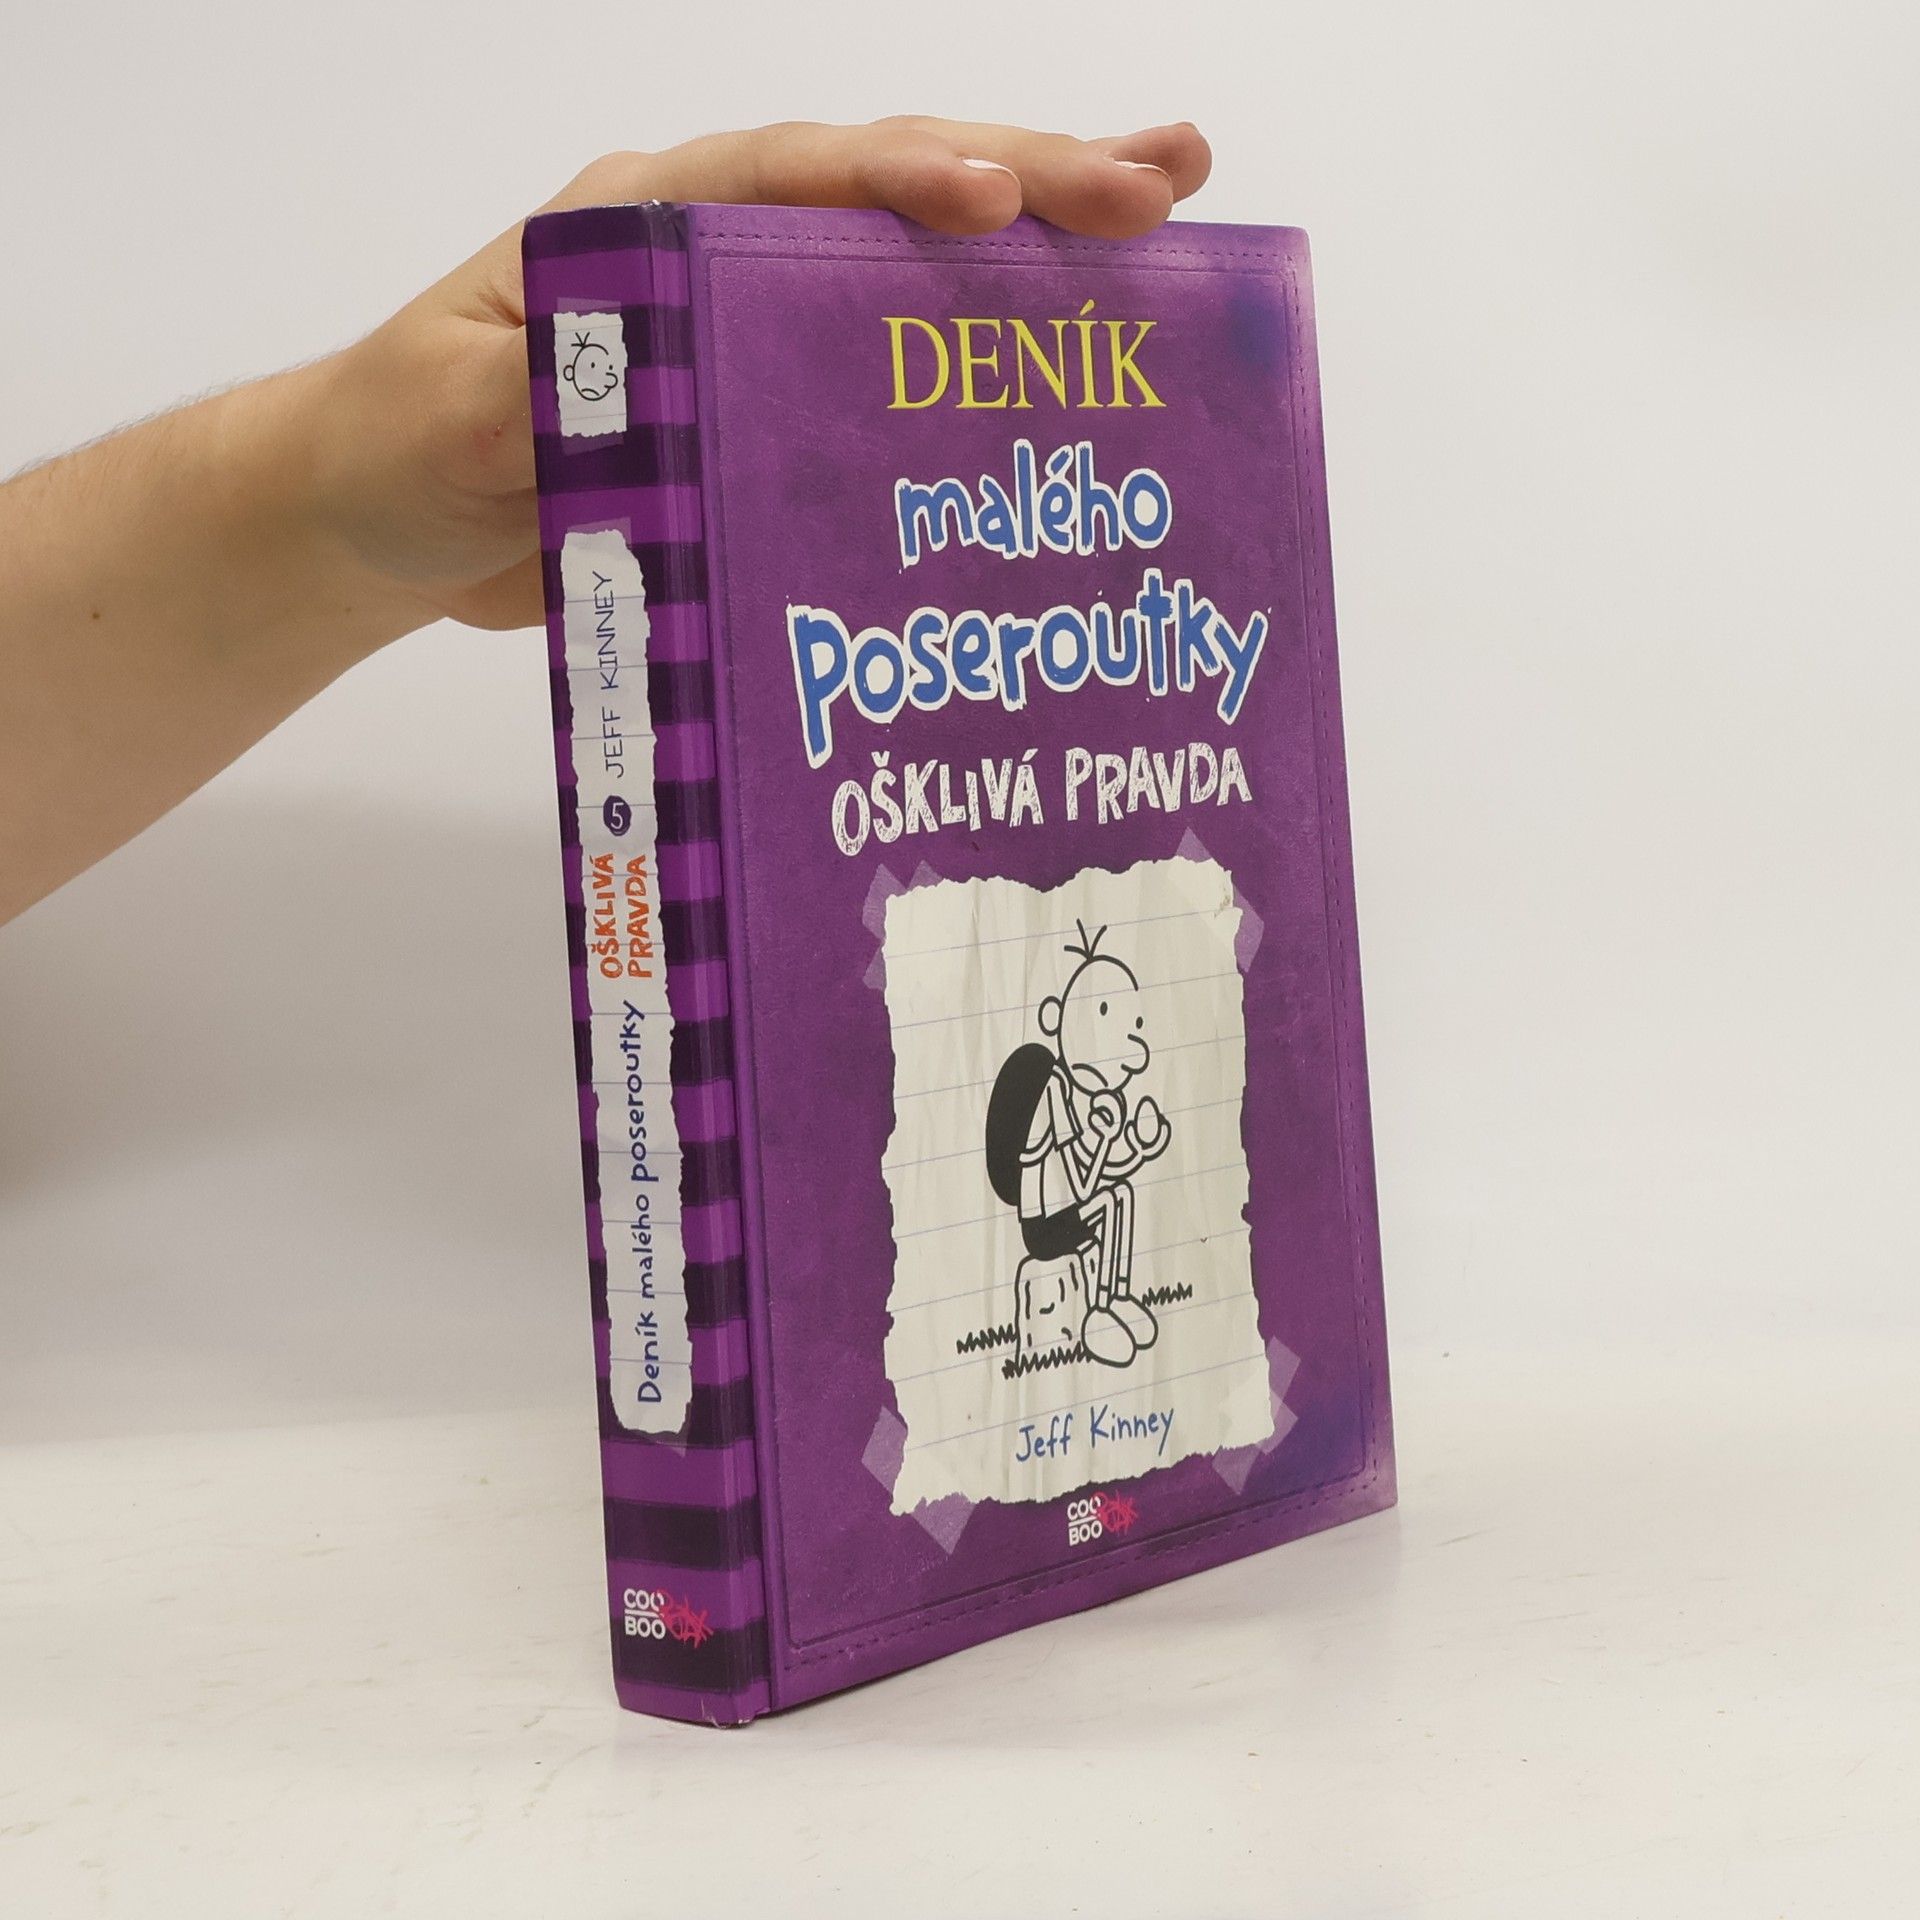 DENÍK
malého
poseroutky
OŠKLIVÁ PRAVDA
Jeff Kinney
COO
BOO
Deník malého poseroutky OŠKLIVÁ PRAVDA 5 JEFF KINNEY
COO
BOO